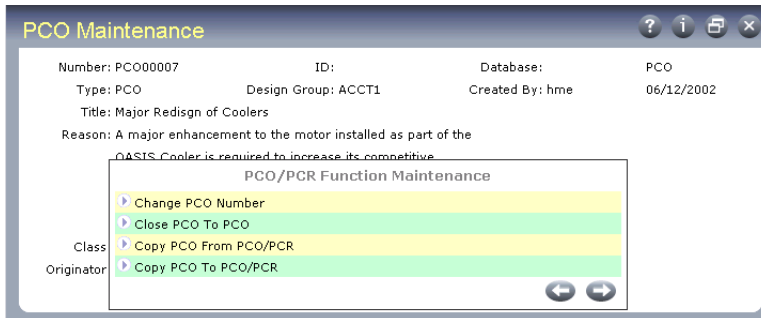 PCO Maintenance
Number: PCO00007 ID: Database: PCO
Type: PCO Design Group: ACCT1 Created By: hme 06/12/2002
Title: Major Redisgn of Coolers
Reason: A major enhancement to the motor installed as part of the
OASIS Cooler is required to increase its competitive
PCO/PCR Function Maintenance
Change PCO Number
Close PCO To PCO
Class Copy PCO From PCO/PCR
Originator Copy PCO To PCO/PCR